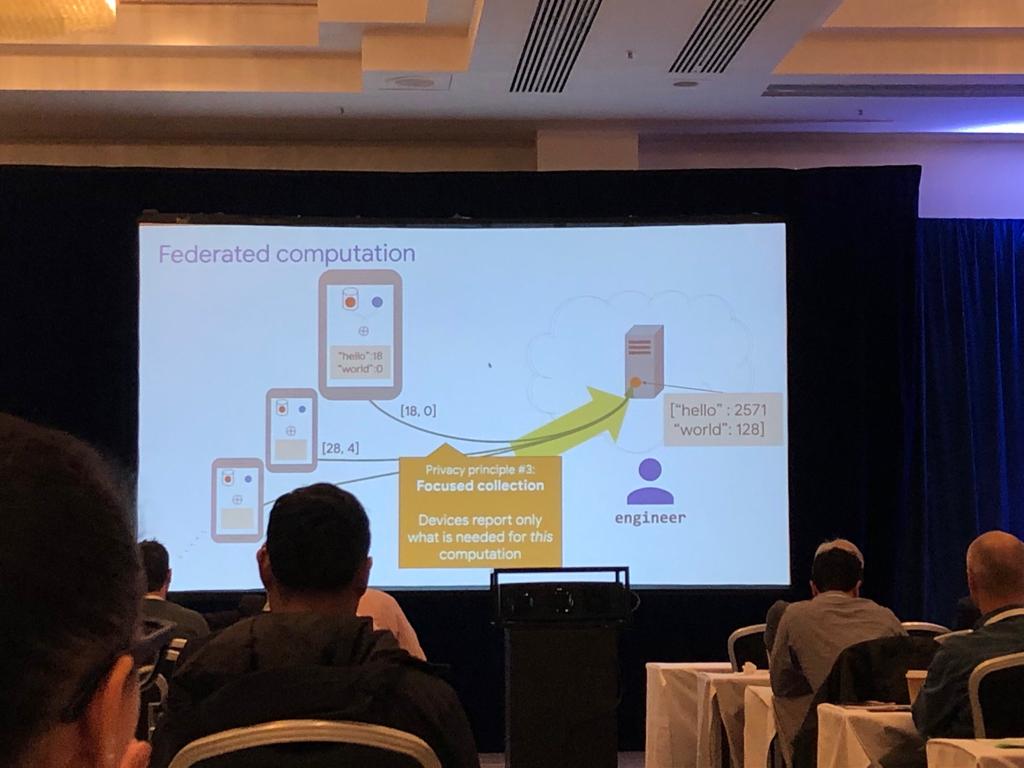 Federated computation
"hello":18
"world":0
[18, 0]
[28, 4]
["hello" : 2571
"world": 128]
Privacy principle #3:
Focused collection
Devices report only
what is needed for this
computation
engineer